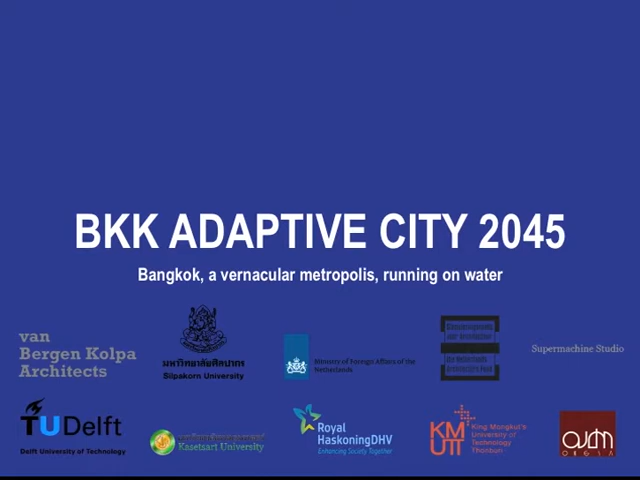 BKK ADAPTIVE CITY 2045
Bangkok, a vernacular metropolis, running on water
van
Bergen Kolpa
Architects
มหาวิทยาลัยศิลปากร
Silpakorn University
Ministry of Foreign Affairs of the
Netherlands
Supermachine Studio
TUDelft
Delft University of Technology
Kasetsart University
Royal
HaskoningDHV
Enhancing Society Together
KM
UTT
King Mongkut's
University of
Technology
Thonburi